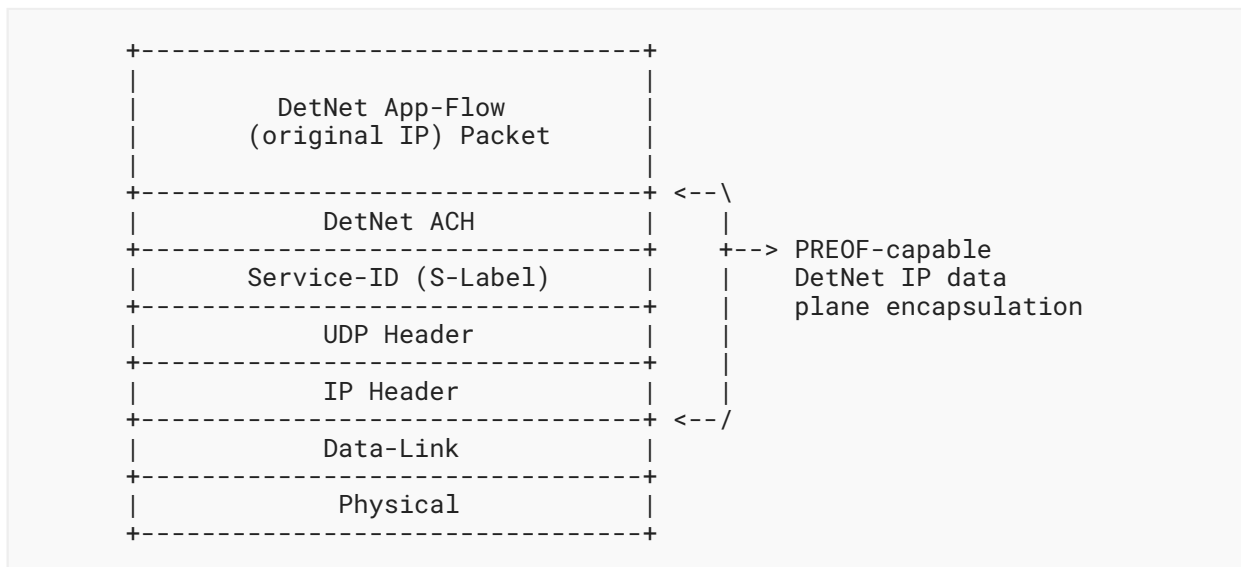 +---------------------------------+
|                                 |
|         DetNet App-Flow         |
|       (original IP) Packet      |
|                                 |
+---------------------------------+ <--\
|            DetNet ACH           |    |
+---------------------------------+    +--> PREOF-capable
|       Service-ID (S-Label)      |    |    DetNet IP data
+---------------------------------+    |    plane encapsulation
|            UDP Header           |    |
+---------------------------------+    |
|            IP Header            |    |
+---------------------------------+ <--/
|            Data-Link            |
+---------------------------------+
|             Physical            |
+---------------------------------+